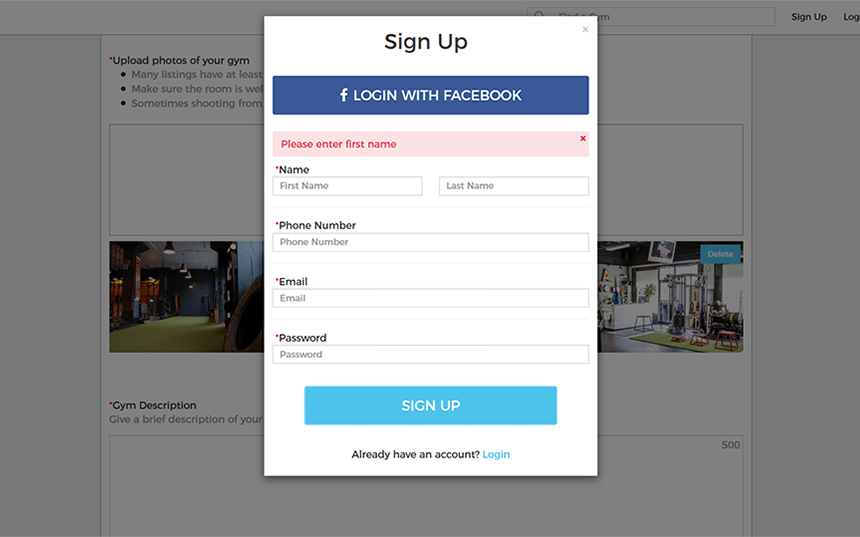 Find a Gym
Sign Up
Log
*Upload photos of your gym
Many listings have at least
Make sure the room is wel
Sometimes shooting from
Delete
*Gym Description
Give a brief description of your
500
×
Sign Up
f LOGIN WITH FACEBOOK
Please enter first name
×
*Name
First Name
Last Name
*Phone Number
Phone Number
*Email
Email
*Password
Password
SIGN UP
Already have an account? Login